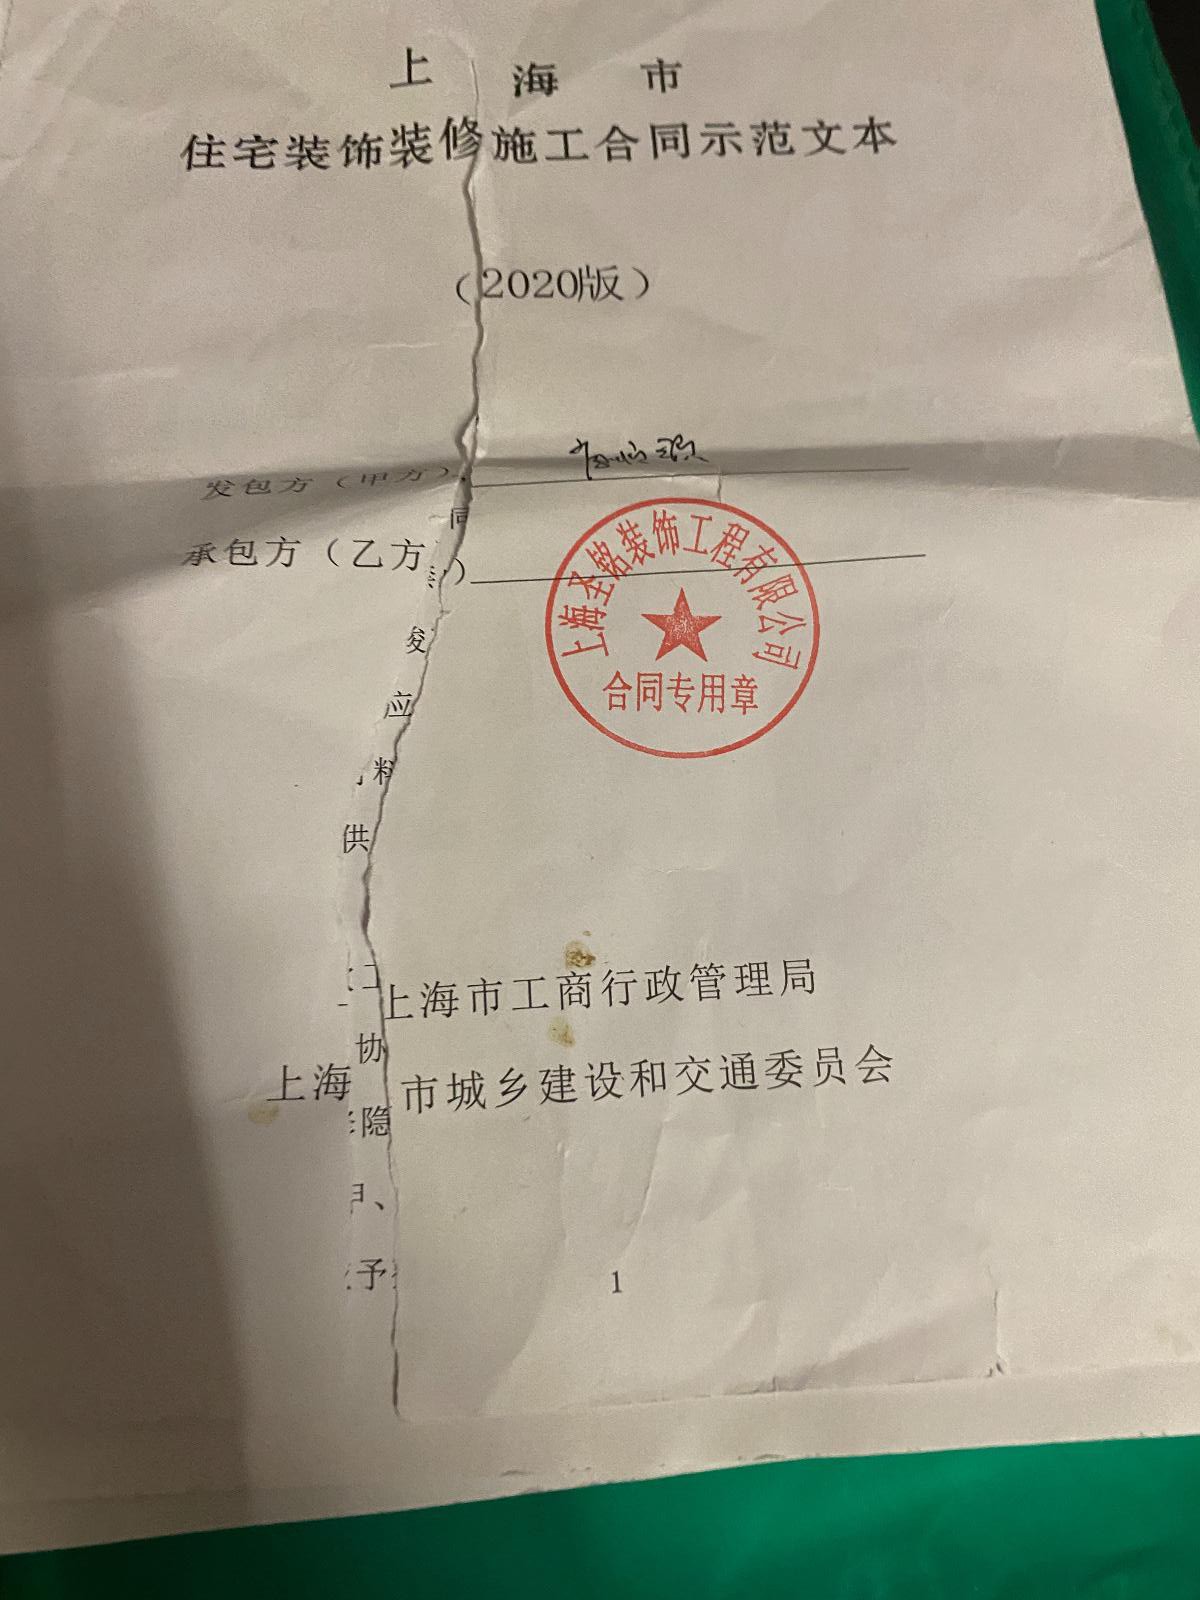 上 海 市
住宅装饰装修施工合同示范文本
（2020版）
发包方（甲方）：
同
承包方（乙方）
上海圣铭装饰工程有限公司
合同专用章
应
料
供
工
上海市工商行政管理局
协
上海市城乡建设和交通委员会
隐
、
予
1